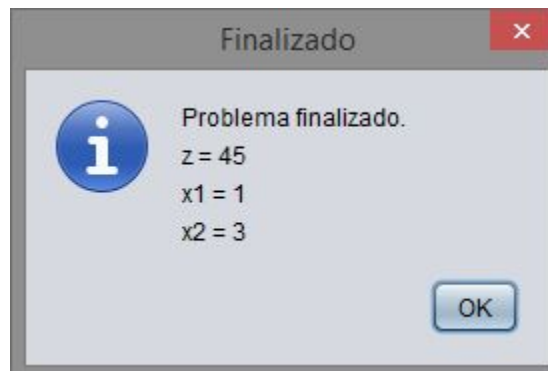 Finalizado
Problema finalizado.
z = 45
x1 = 1
x2 = 3
OK